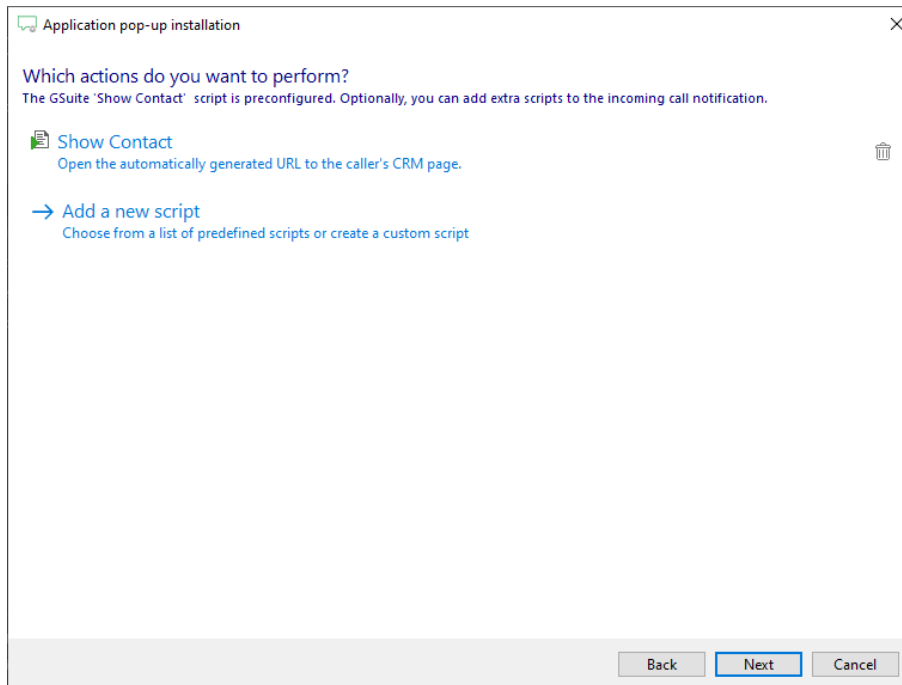 Application pop-up installation
Which actions do you want to perform?
The GSuite 'Show Contact'  script is preconfigured. Optionally, you can add extra scripts to the incoming call notification.
Show Contact
Open the automatically generated URL to the caller's CRM page.
Add a new script
Choose from a list of predefined scripts or create a custom script
Back Next Cancel